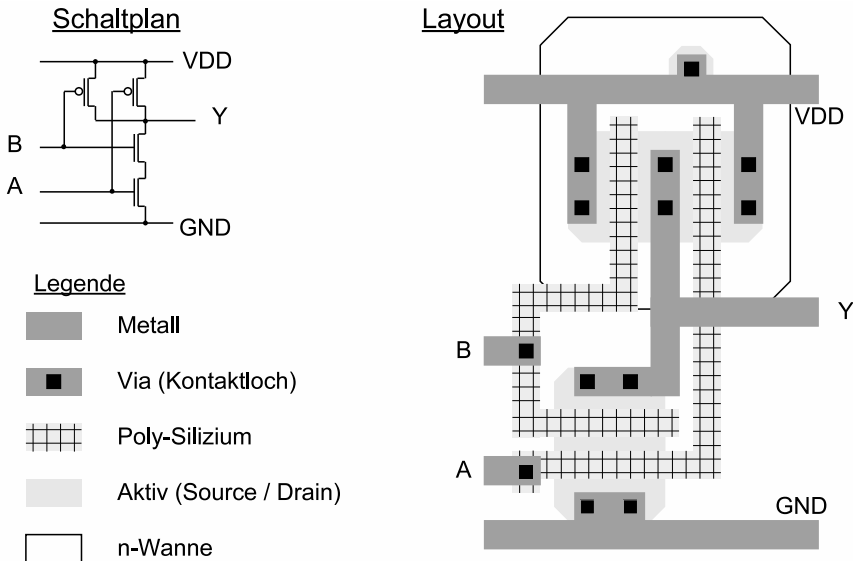 Schaltplan
VDD
Y
B
A
GND
Legende
Metall
Via (Kontaktloch)
Poly-Silizium
Aktiv (Source / Drain)
n-Wanne
Layout
VDD
Y
B
A
GND